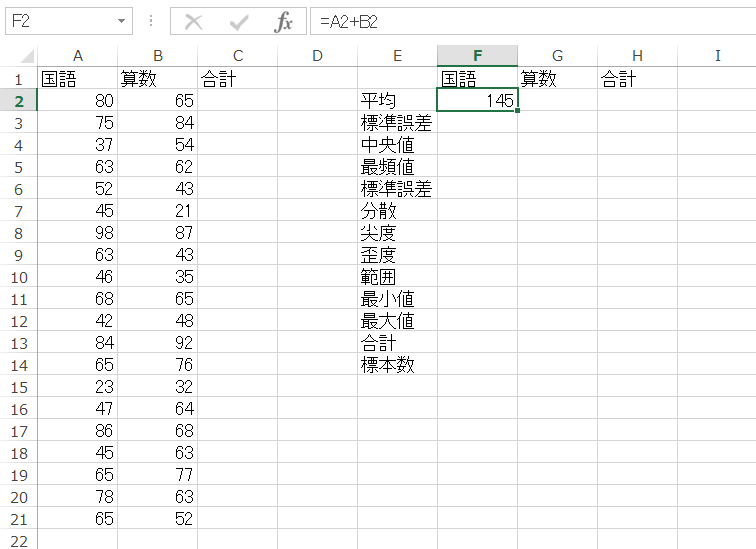 F2 =A2+B2
A B C D E F G H I
1 国語 算数 合計 国語 算数 合計
2 80 65 平均 145
3 75 84 標準誤差
4 37 54 中央値
5 63 62 最頻値
6 52 43 標準誤差
7 45 21 分散
8 98 87 尖度
9 63 43 歪度
10 46 35 範囲
11 68 65 最小値
12 42 48 最大値
13 84 92 合計
14 65 76 標本数
15 23 32
16 47 64
17 86 68
18 45 63
19 65 77
20 78 63
21 65 52
22